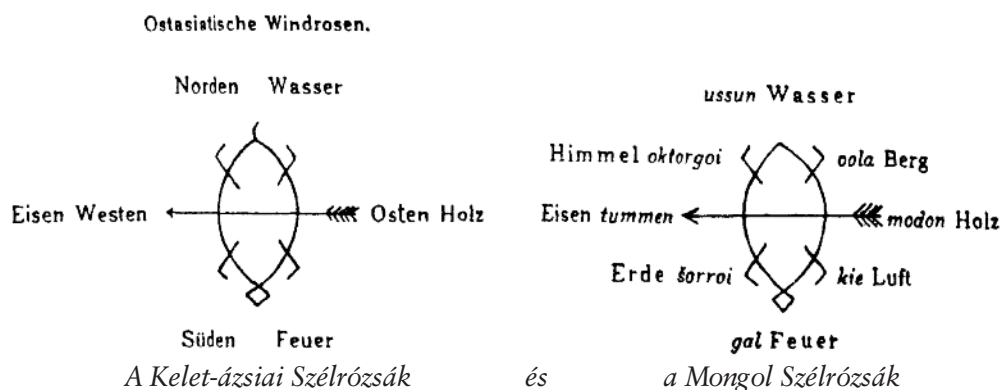 Ostasiatische Windrosen.
Norden Wasser
Eisen Westen
Osten Holz
Süden Feuer
ussun Wasser
Himmel oktorgoi
oola Berg
Eisen tummen
modon Holz
Erde šorroi
kie Luft
gal Feuer
A Kelet-ázsiai Szélrózsák és a Mongol Szélrózsák